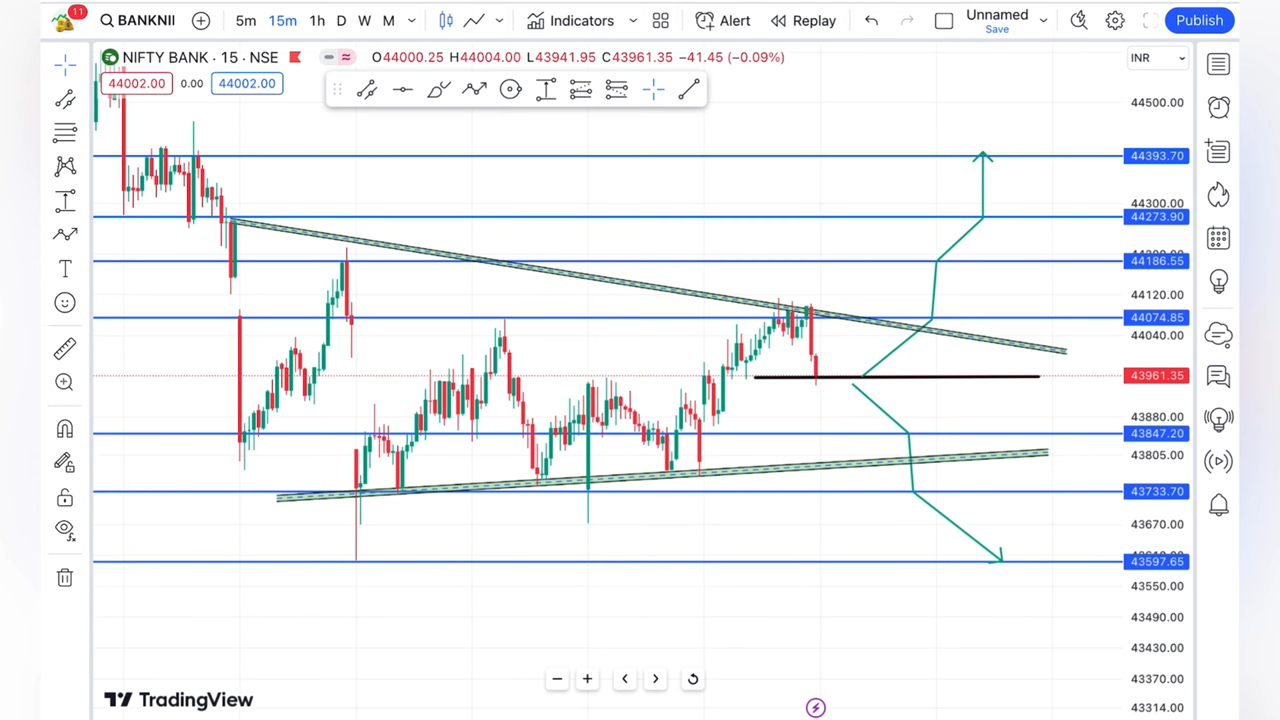 11
BANKNII
5m 15m 1h D W M
Indicators
Alert
Replay
Unnamed
Save
Publish
NIFTY BANK · 15 · NSE
O44000.25 H44004.00 L43941.95 C43961.35 −41.45 (−0.09%)
INR
44002.00 0.00 44002.00
44500.00
44393.70
44300.00
44273.90
44186.55
44120.00
44074.85
44040.00
43961.35
43880.00
43847.20
43805.00
43733.70
43670.00
43597.65
43550.00
43490.00
43430.00
43370.00
43314.00
TradingView